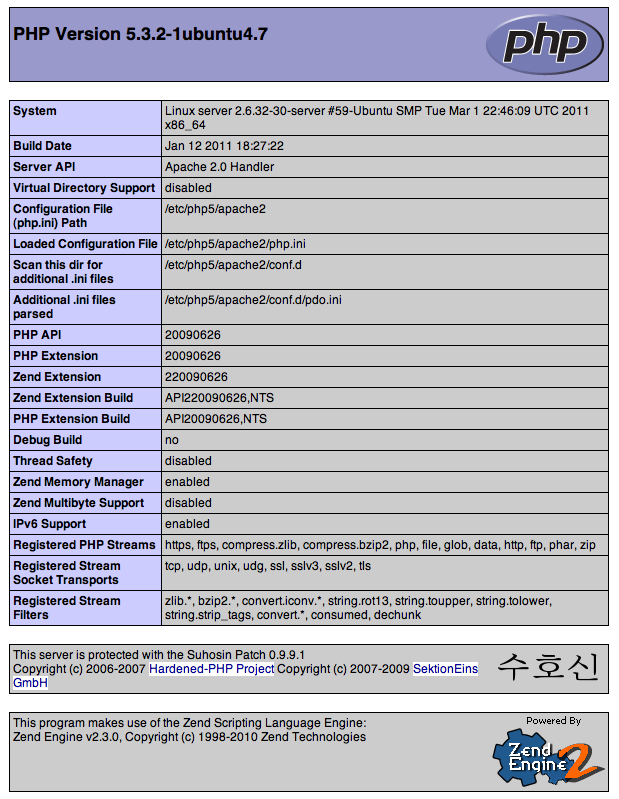 PHP Version 5.3.2-1ubuntu4.7
php
System Linux server 2.6.32-30-server #59-Ubuntu SMP Tue Mar 1 22:46:09 UTC 2011
x86_64
Build Date Jan 12 2011 18:27:22
Server API Apache 2.0 Handler
Virtual Directory Support disabled
Configuration File /etc/php5/apache2
(php.ini) Path
Loaded Configuration File /etc/php5/apache2/php.ini
Scan this dir for /etc/php5/apache2/conf.d
additional .ini files
Additional .ini files /etc/php5/apache2/conf.d/pdo.ini
parsed
PHP API 20090626
PHP Extension 20090626
Zend Extension 220090626
Zend Extension Build API220090626,NTS
PHP Extension Build API20090626,NTS
Debug Build no
Thread Safety disabled
Zend Memory Manager enabled
Zend Multibyte Support disabled
IPv6 Support enabled
Registered PHP Streams https, ftps, compress.zlib, compress.bzip2, php, file, glob, data, http, ftp, phar, zip
Registered Stream tcp, udp, unix, udg, ssl, sslv3, sslv2, tls
Socket Transports
Registered Stream zlib.*, bzip2.*, convert.iconv.*, string.rot13, string.toupper, string.tolower,
Filters string.strip_tags, convert.*, consumed, dechunk
This server is protected with the Suhosin Patch 0.9.9.1
Copyright (c) 2006-2007 Hardened-PHP Project Copyright (c) 2007-2009 SektionEins
GmbH
수호신
This program makes use of the Zend Scripting Language Engine:
Zend Engine v2.3.0, Copyright (c) 1998-2010 Zend Technologies
Powered By
Zend
Engine 2